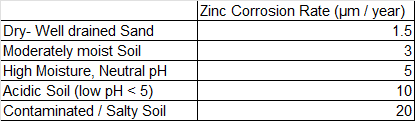 Zinc Corrosion Rate (µm / year)
Dry- Well drained Sand 1.5
Moderately moist Soil 3
High Moisture, Neutral pH 5
Acidic Soil (low pH < 5) 10
Contaminated / Salty Soil 20